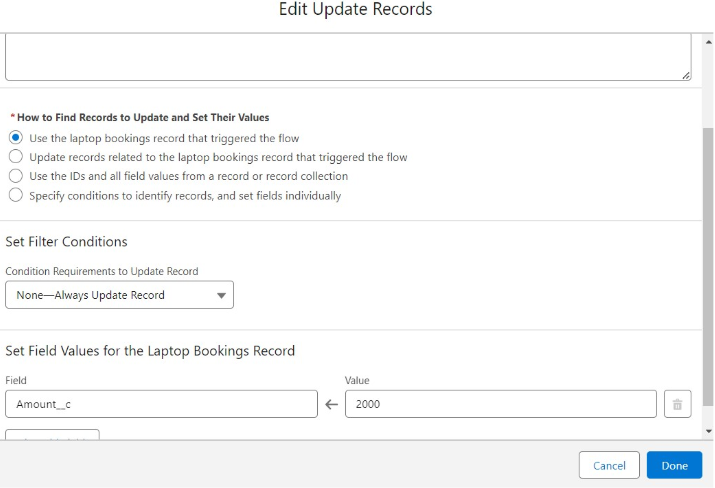 Edit Update Records
* How to Find Records to Update and Set Their Values
Use the laptop bookings record that triggered the flow
Update records related to the laptop bookings record that triggered the flow
Use the IDs and all field values from a record or record collection
Specify conditions to identify records, and set fields individually
Set Filter Conditions
Condition Requirements to Update Record
None—Always Update Record
Set Field Values for the Laptop Bookings Record
Field Value
Amount__c 2000
Cancel Done